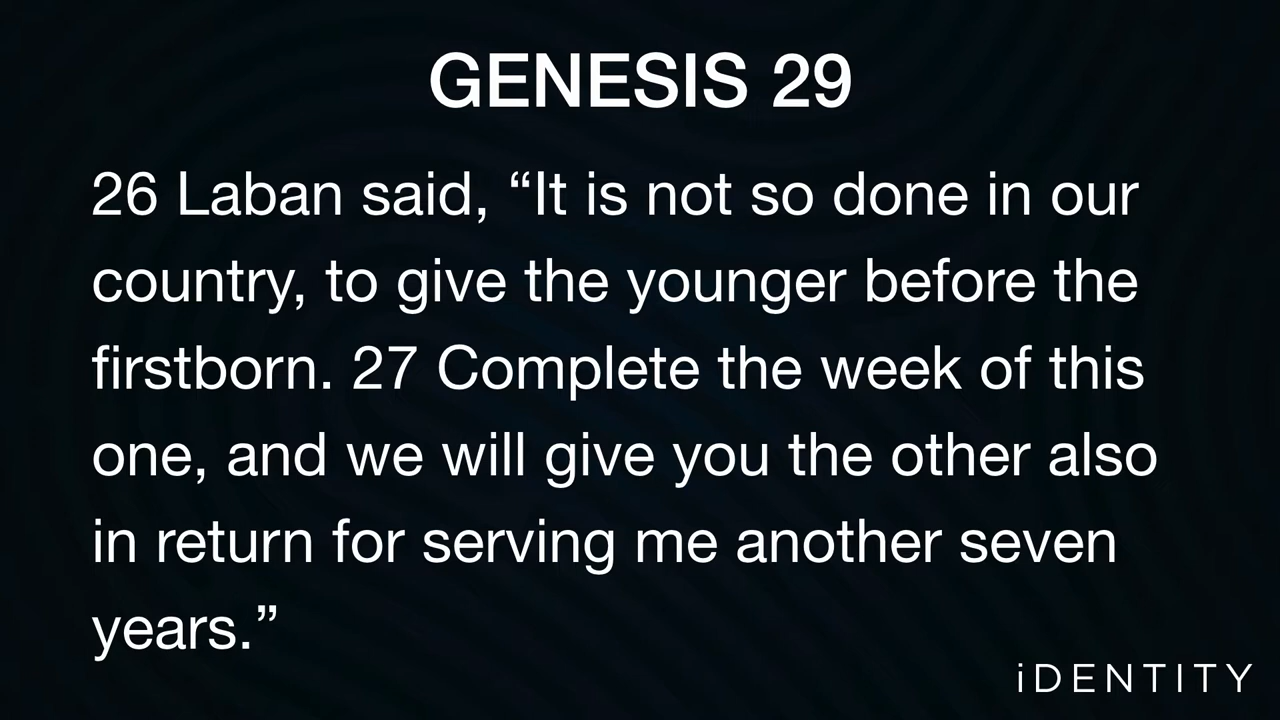 GENESIS 29
26 Laban said, “It is not so done in our
country, to give the younger before the
firstborn. 27 Complete the week of this
one, and we will give you the other also
in return for serving me another seven
years.”
iDENTITY